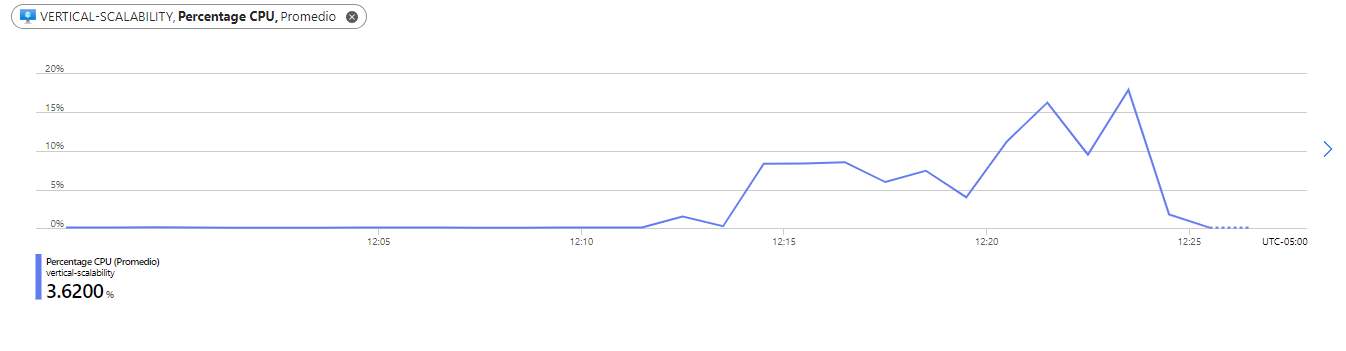 VERTICAL-SCALABILITY, Percentage CPU, Promedio
20%
15%
10%
5%
0%
12:05 12:10 12:15 12:20 12:25 UTC-05:00
Percentage CPU (Promedio)
vertical-scalability
3.6200 %